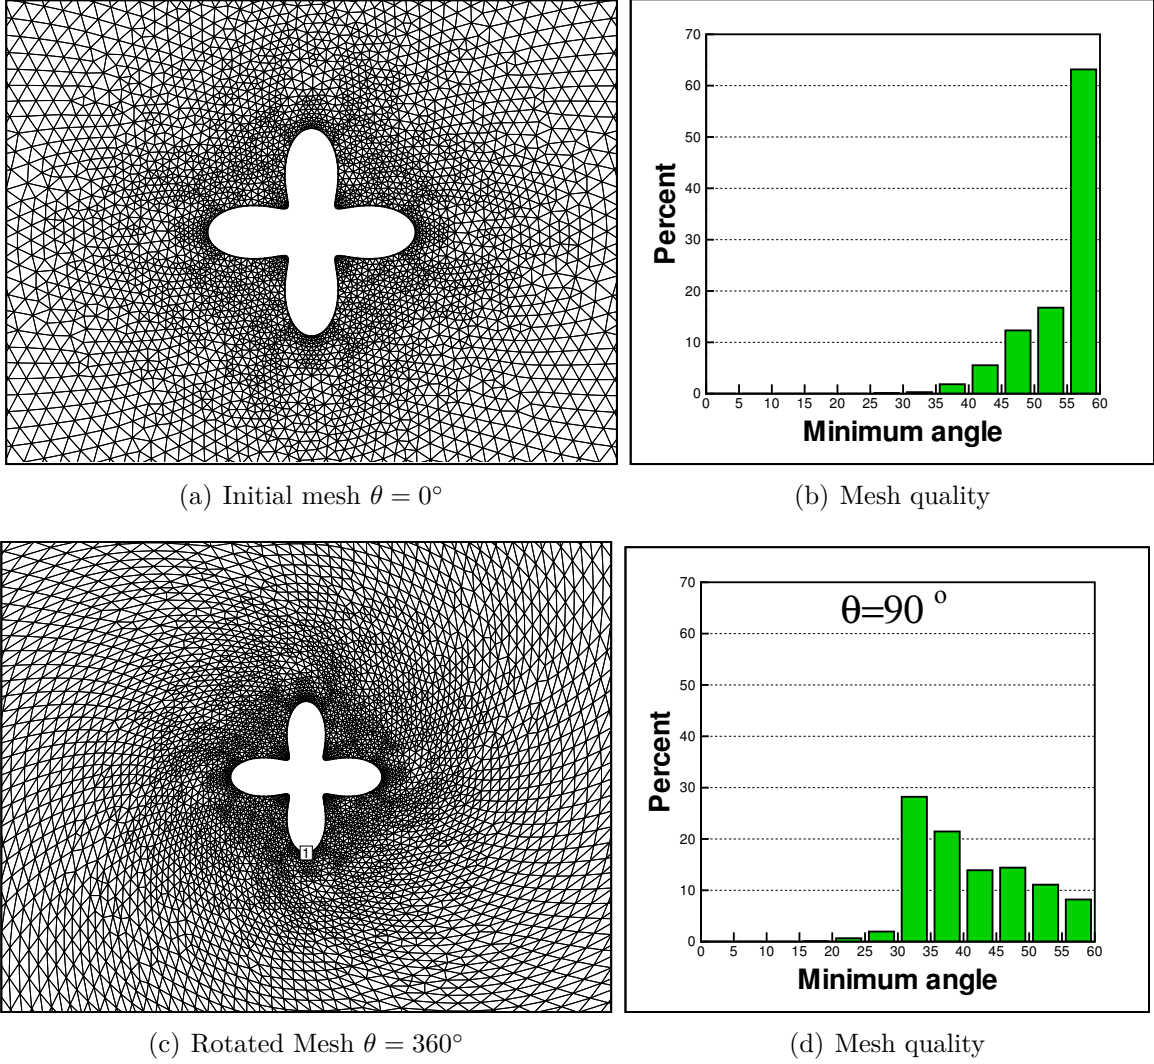 70
60
50
40
30
20
10
0
Percent
0 5 10 15 20 25 30 35 40 45 50 55 60
Minimum angle
(a) Initial mesh θ = 0°
(b) Mesh quality
1
θ=90 °
70
60
50
40
30
20
10
0
Percent
0 5 10 15 20 25 30 35 40 45 50 55 60
Minimum angle
(c) Rotated Mesh θ = 360°
(d) Mesh quality